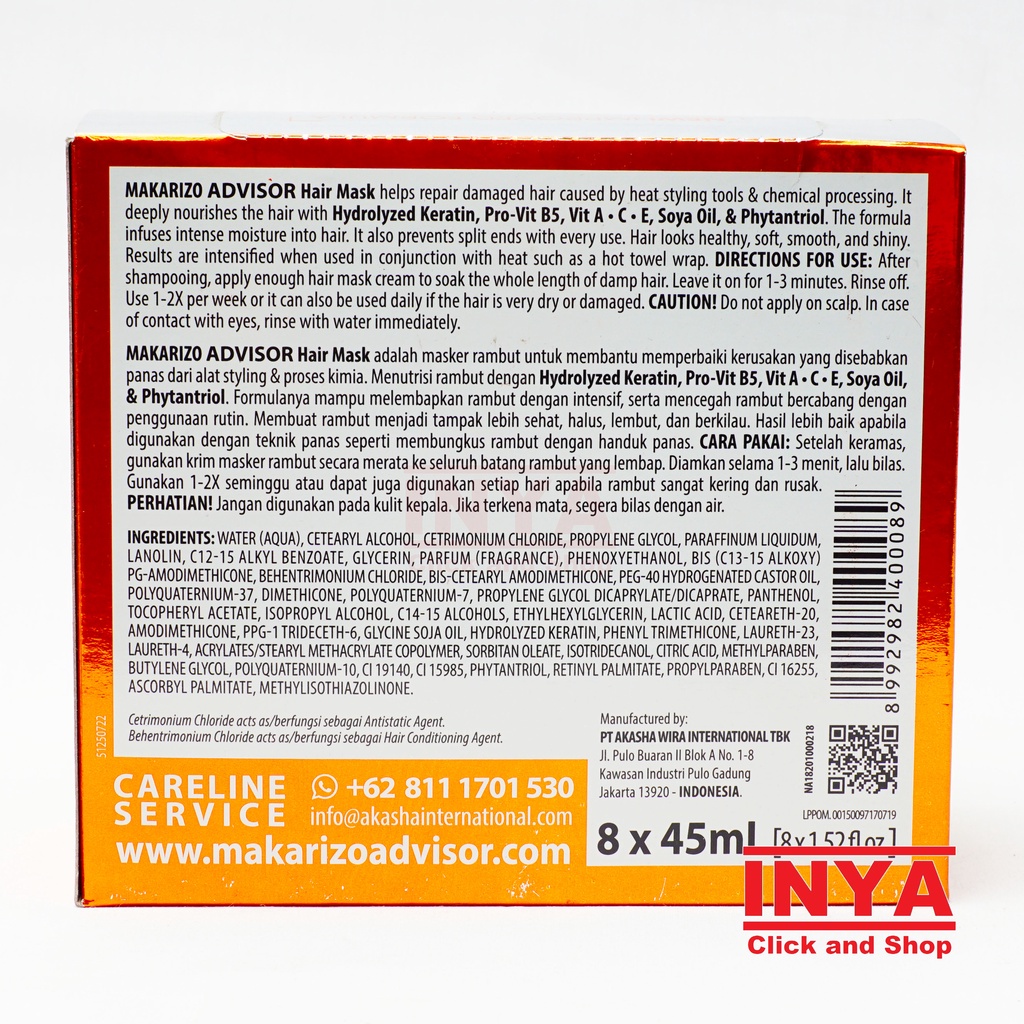 MAKARIZO ADVISOR Hair Mask helps repair damaged hair caused by heat styling tools & chemical processing. It
deeply nourishes the hair with Hydrolyzed Keratin, Pro-Vit B5, Vit A • C • E, Soya Oil, & Phytantriol. The formula
infuses intense moisture into hair. It also prevents split ends with every use. Hair looks healthy, soft, smooth, and shiny.
Results are intensified when used in conjunction with heat such as a hot towel wrap. DIRECTIONS FOR USE: After
shampooing, apply enough hair mask cream to soak the whole length of damp hair. Leave it on for 1-3 minutes. Rinse off.
Use 1-2X per week or it can also be used daily if the hair is very dry or damaged. CAUTION! Do not apply on scalp. In case
of contact with eyes, rinse with water immediately.
MAKARIZO ADVISOR Hair Mask adalah masker rambut untuk membantu memperbaiki kerusakan yang disebabkan
panas dari alat styling & proses kimia. Menutrisi rambut dengan Hydrolyzed Keratin, Pro-Vit B5, Vit A • C • E, Soya Oil,
& Phytantriol. Formulanya mampu melembapkan rambut dengan intensif, serta mencegah rambut bercabang dengan
penggunaan rutin. Membuat rambut menjadi tampak lebih sehat, halus, lembut, dan berkilau. Hasil lebih baik apabila
digunakan dengan teknik panas seperti membungkus rambut dengan handuk panas. CARA PAKAI: Setelah keramas,
gunakan krim masker rambut secara merata ke seluruh batang rambut yang lembap. Diamkan selama 1-3 menit, lalu bilas.
Gunakan 1-2X seminggu atau dapat juga digunakan setiap hari apabila rambut sangat kering dan rusak.
PERHATIAN! Jangan digunakan pada kulit kepala. Jika terkena mata, segera bilas dengan air.
INYA
INGREDIENTS: WATER (AQUA), CETEARYL ALCOHOL, CETRIMONIUM CHLORIDE, PROPYLENE GLYCOL, PARAFFINUM LIQUIDUM,
LANOLIN, C12-15 ALKYL BENZOATE, GLYCERIN, PARFUM (FRAGRANCE), PHENOXYETHANOL, BIS (C13-15 ALKOXY)
PG-AMODIMETHICONE, BEHENTRIMONIUM CHLORIDE, BIS-CETEARYL AMODIMETHICONE, PEG-40 HYDROGENATED CASTOR OIL,
POLYQUATERNIUM-37, DIMETHICONE, POLYQUATERNIUM-7, PROPYLENE GLYCOL DICAPRYLATE/DICAPRATE, PANTHENOL,
TOCOPHERYL ACETATE, ISOPROPYL ALCOHOL, C14-15 ALCOHOLS, ETHYLHEXYLGLYCERIN, LACTIC ACID, CETEARETH-20,
AMODIMETHICONE, PPG-1 TRIDECETH-6, GLYCINE SOJA OIL, HYDROLYZED KERATIN, PHENYL TRIMETHICONE, LAURETH-23,
LAURETH-4, ACRYLATES/STEARYL METHACRYLATE COPOLYMER, SORBITAN OLEATE, ISOTRIDECANOL, CITRIC ACID, METHYLPARABEN,
BUTYLENE GLYCOL, POLYQUATERNIUM-10, CI 19140, CI 15985, PHYTANTRIOL, RETINYL PALMITATE, PROPYLPARABEN, CI 16255,
ASCORBYL PALMITATE, METHYLISOTHIAZOLINONE.
8 992982 400089
Cetrimonium Chloride acts as/berfungsi sebagai Antistatic Agent.
Behentrimonium Chloride acts as/berfungsi sebagai Hair Conditioning Agent.
51250722
Manufactured by:
PT AKASHA WIRA INTERNATIONAL TBK
Jl. Pulo Buaran II Blok A No. 1-8
Kawasan Industri Pulo Gadung
Jakarta 13920 - INDONESIA.
NA18201000218
LPPOM. 00150097170719
CARELINE
SERVICE
+62 811 1701 530
info@akashainternational.com
www.makarizoadvisor.com
8 x 45ml [8 x 1.52 fl oz]
INYA
Click and Shop